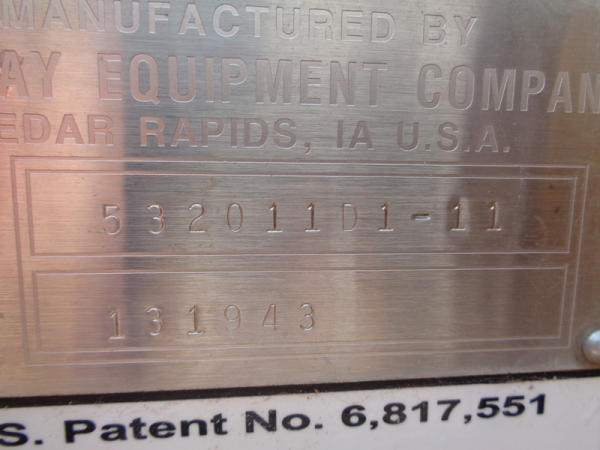 MANUFACTURED BY
AY EQUIPMENT COMPAN
EDAR RAPIDS, IA U.S.A.
532011D1-11
131943
S. Patent No. 6,817,551